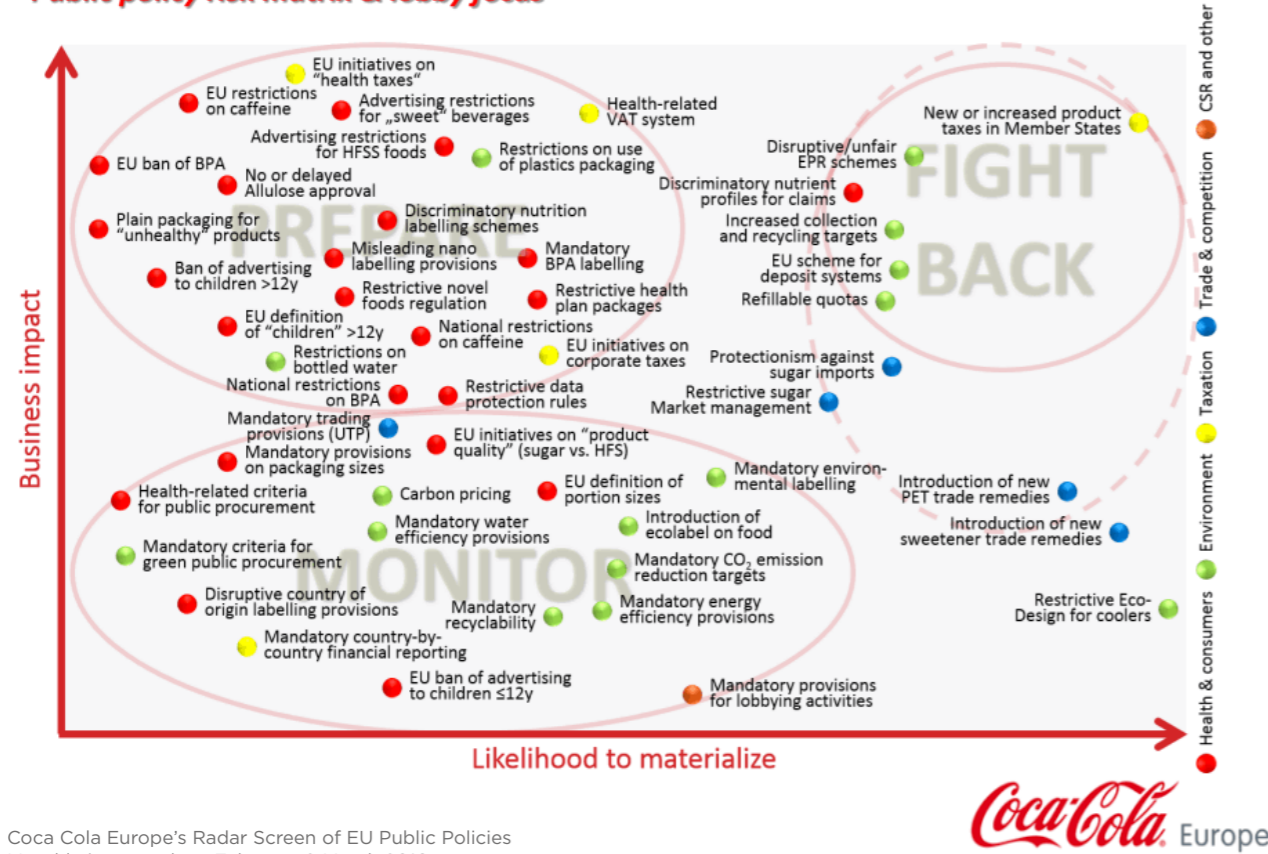 Public policy risk matrix & lobby focus
EU initiatives on
“health taxes“
EU restrictions
on caffeine
Advertising restrictions
for „sweet“ beverages
Health-related
VAT system
New or increased product
taxes in Member States
Advertising restrictions
for HFSS foods
Restrictions on use
of plastics packaging
Disruptive/unfair
EPR schemes
EU ban of BPA
No or delayed
Allulose approval
Discriminatory nutrient
profiles for claims
FIGHT
BACK
PREPARE
Plain packaging for
“unhealthy” products
Discriminatory nutrition
labelling schemes
Increased collection
and recycling targets
Misleading nano
labelling provisions
Mandatory
BPA labelling
EU scheme for
deposit systems
Ban of advertising
to children >12y
Restrictive novel
foods regulation
Restrictive health
plan packages
Refillable quotas
EU definition
of “children” >12y
National restrictions
on caffeine
EU initiatives on
corporate taxes
Restrictions on
bottled water
Protectionism against
sugar imports
National restrictions
on BPA
Restrictive data
protection rules
Restrictive sugar
Market management
Mandatory trading
provisions (UTP)
EU initiatives on “product
quality” (sugar vs. HFS)
Mandatory provisions
on packaging sizes
Health-related criteria
for public procurement
Carbon pricing
EU definition of
portion sizes
Mandatory environ-
mental labelling
Introduction of new
PET trade remedies
Mandatory water
efficiency provisions
Introduction of
ecolabel on food
Introduction of new
sweetener trade remedies
Mandatory criteria for
green public procurement
MONITOR
Mandatory CO₂ emission
reduction targets
Disruptive country of
origin labelling provisions
Mandatory
recyclability
Mandatory energy
efficiency provisions
Restrictive Eco-
Design for coolers
Mandatory country-by-
country financial reporting
EU ban of advertising
to children ≤12y
Mandatory provisions
for lobbying activities
Business impact
Likelihood to materialize
Health & consumers
Environment
Taxation
Trade & competition
CSR and other
Coca-Cola Europe
Coca Cola Europe’s Radar Screen of EU Public Policies